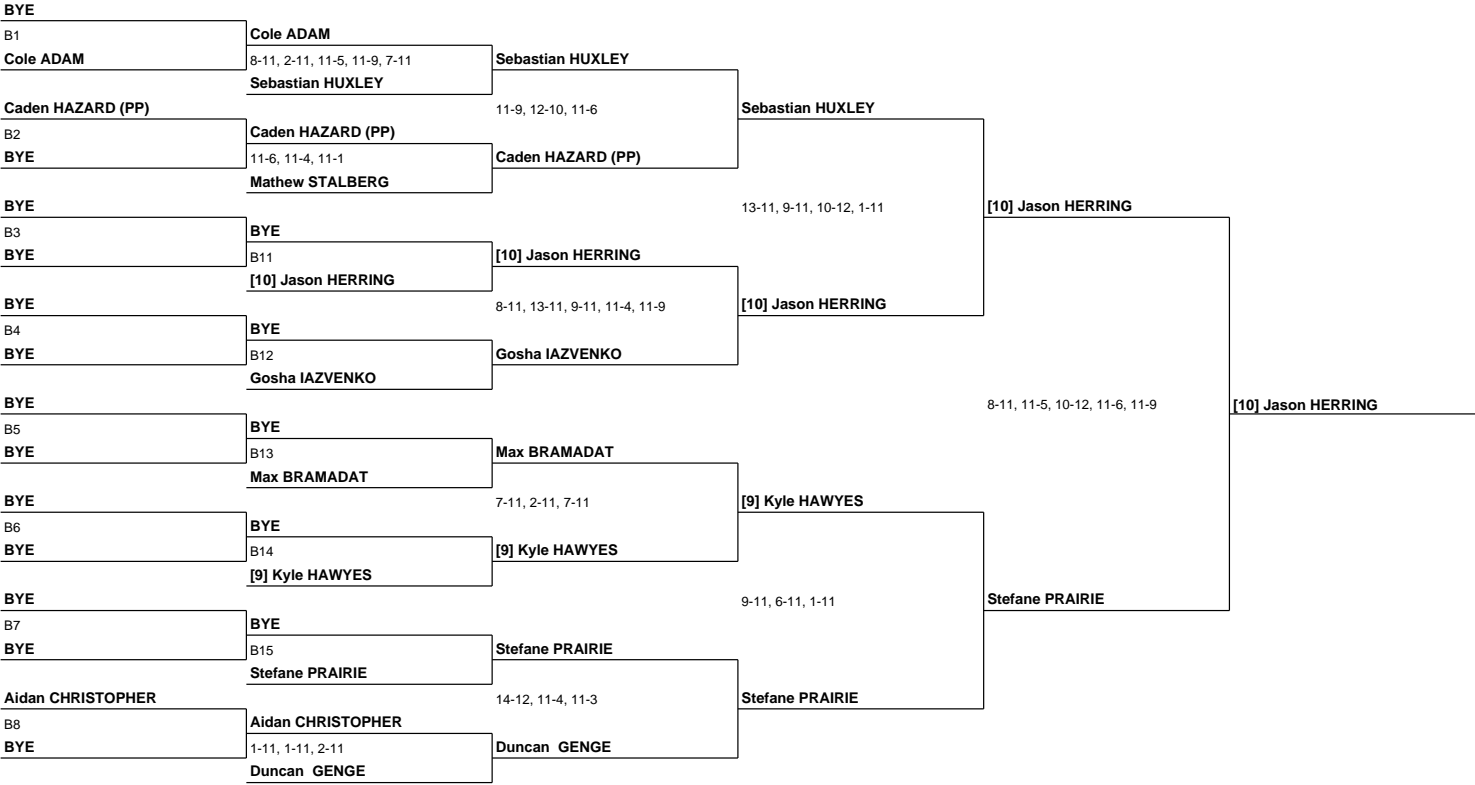 BYE
B1
Cole ADAM
Caden HAZARD (PP)
B2
BYE
BYE
B3
BYE
BYE
B4
BYE
BYE
B5
BYE
BYE
B6
BYE
BYE
B7
BYE
Aidan CHRISTOPHER
B8
BYE
Cole ADAM
8-11, 2-11, 11-5, 11-9, 7-11
Sebastian HUXLEY
Caden HAZARD (PP)
11-6, 11-4, 11-1
Mathew STALBERG
BYE
B11
[10] Jason HERRING
BYE
B12
Gosha IAZVENKO
BYE
B13
Max BRAMADAT
BYE
B14
[9] Kyle HAWYES
BYE
B15
Stefane PRAIRIE
Aidan CHRISTOPHER
1-11, 1-11, 2-11
Duncan  GENGE
Sebastian HUXLEY
11-9, 12-10, 11-6
Caden HAZARD (PP)
[10] Jason HERRING
8-11, 13-11, 9-11, 11-4, 11-9
Gosha IAZVENKO
Max BRAMADAT
7-11, 2-11, 7-11
[9] Kyle HAWYES
Stefane PRAIRIE
14-12, 11-4, 11-3
Duncan  GENGE
Sebastian HUXLEY
13-11, 9-11, 10-12, 1-11
[10] Jason HERRING
[9] Kyle HAWYES
9-11, 6-11, 1-11
Stefane PRAIRIE
[10] Jason HERRING
8-11, 11-5, 10-12, 11-6, 11-9
Stefane PRAIRIE
[10] Jason HERRING